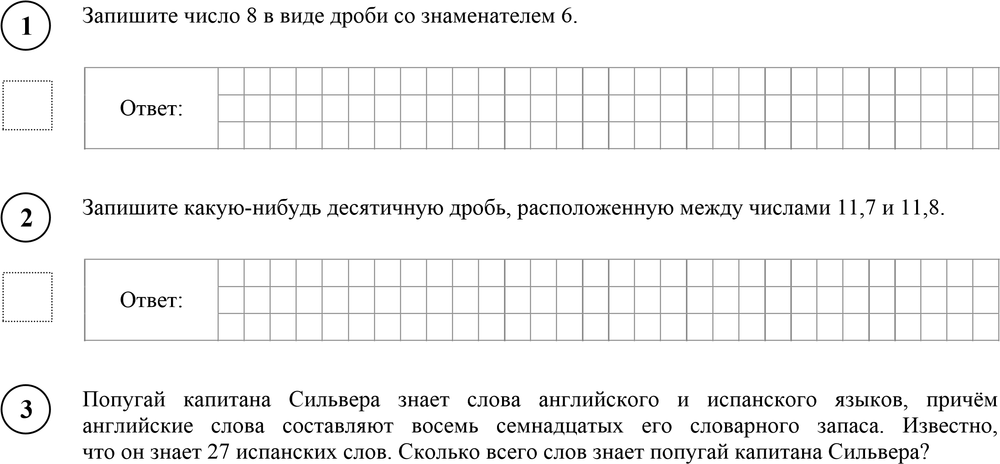 1 Запишите число 8 в виде дроби со знаменателем 6.
Ответ:
2 Запишите какую-нибудь десятичную дробь, расположенную между числами 11,7 и 11,8.
Ответ:
3 Попугай капитана Сильвера знает слова английского и испанского языков, причём
английские слова составляют восемь семнадцатых его словарного запаса. Известно,
что он знает 27 испанских слов. Сколько всего слов знает попугай капитана Сильвера?